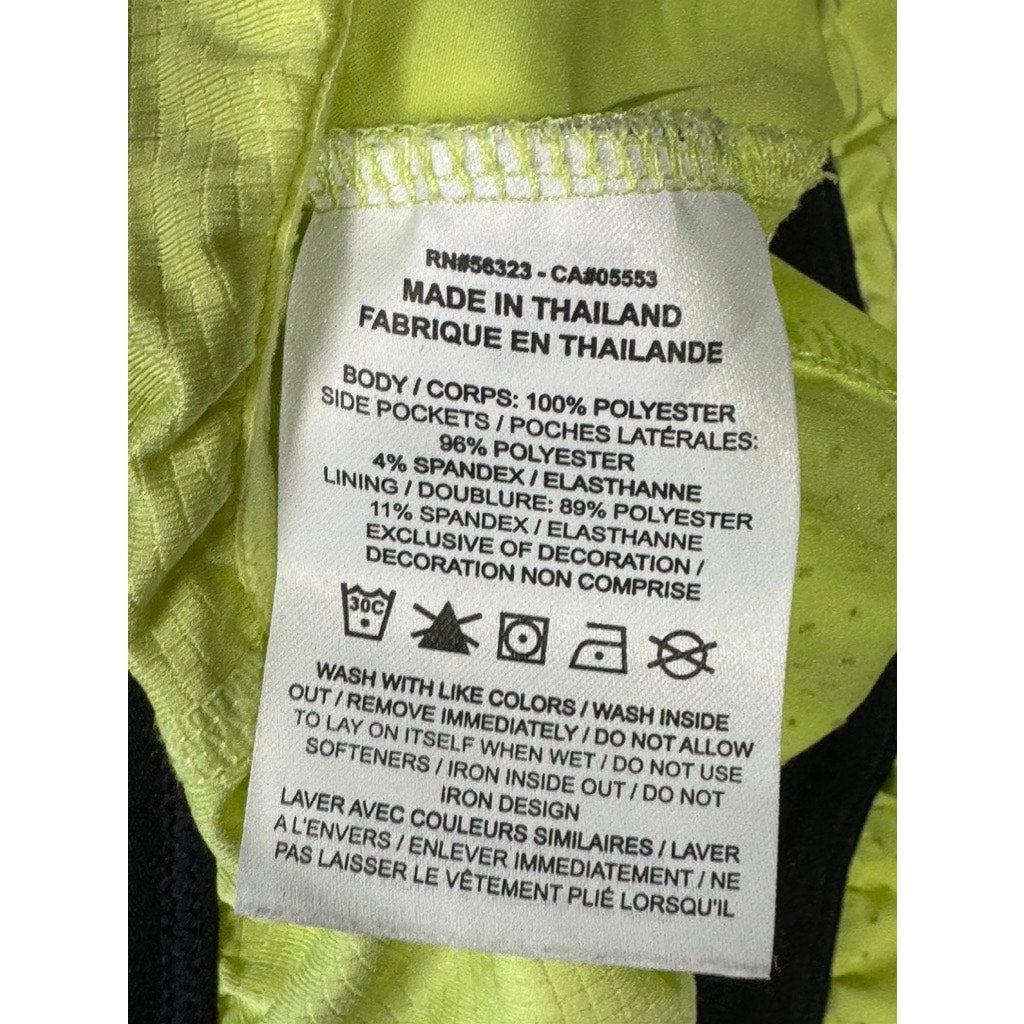 RN#56323 - CA#05553
MADE IN THAILAND
FABRIQUE EN THAILANDE
BODY / CORPS: 100% POLYESTER
SIDE POCKETS / POCHES LATÉRALES:
96% POLYESTER
4% SPANDEX / ELASTHANNE
LINING / DOUBLURE: 89% POLYESTER
11% SPANDEX / ELASTHANNE
EXCLUSIVE OF DECORATION /
DECORATION NON COMPRISE
30C
WASH WITH LIKE COLORS / WASH INSIDE
OUT / REMOVE IMMEDIATELY / DO NOT ALLOW
TO LAY ON ITSELF WHEN WET / DO NOT USE
SOFTENERS / IRON INSIDE OUT / DO NOT
IRON DESIGN
LAVER AVEC COULEURS SIMILAIRES / LAVER
A L'ENVERS / ENLEVER IMMEDIATEMENT / NE
PAS LAISSER LE VÊTEMENT PLIÉ LORSQU'IL